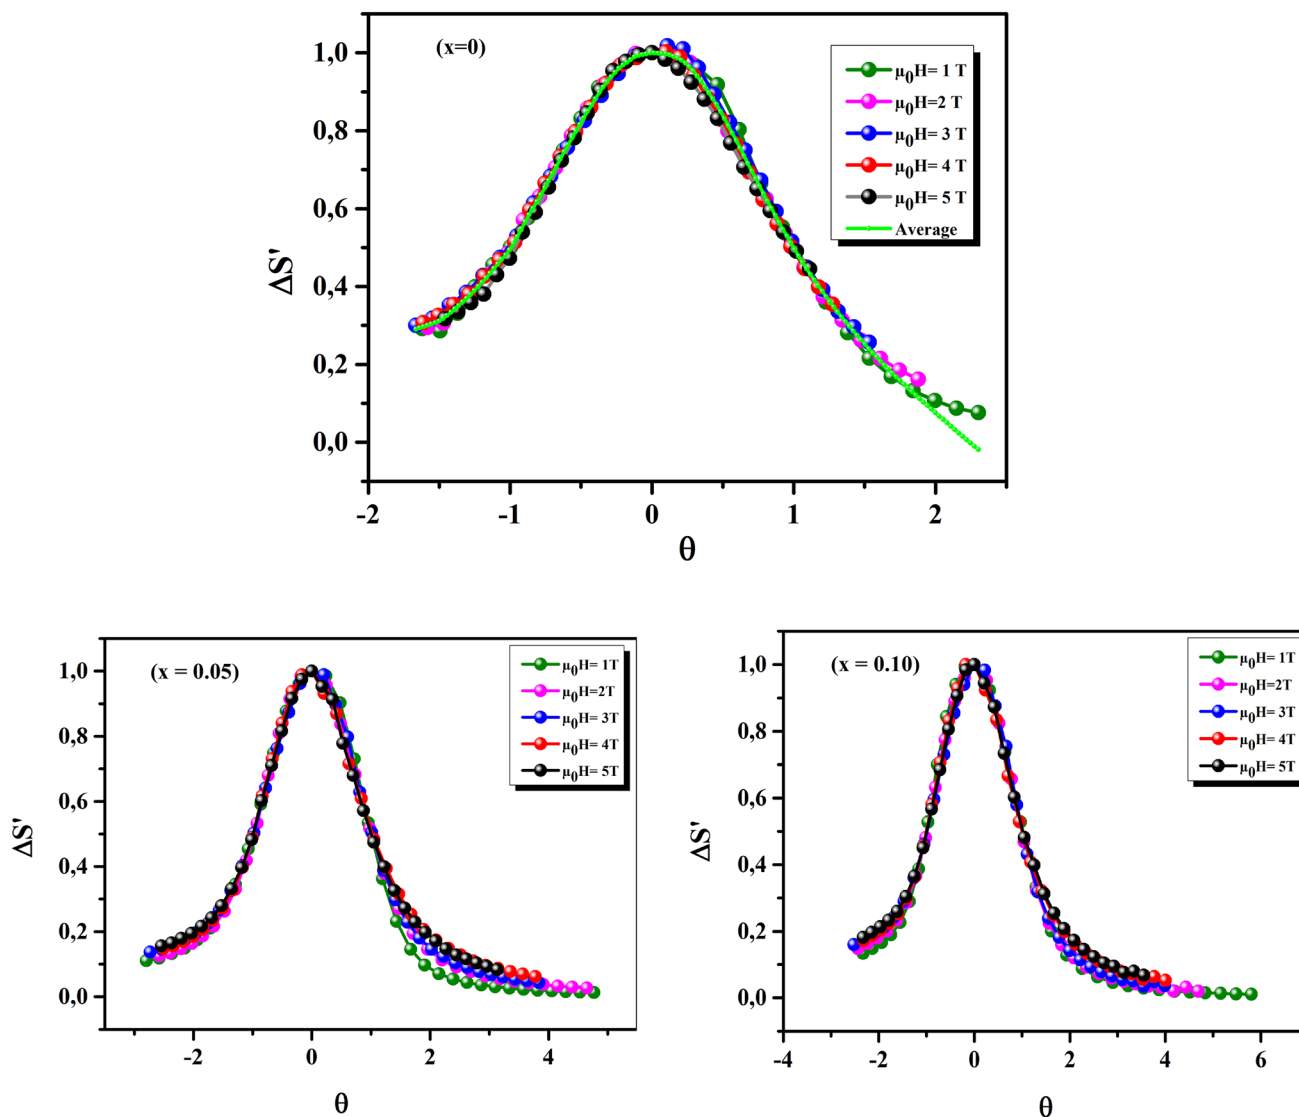 (x=0)
μ0H= 1 T
μ0H=2 T
μ0H= 3 T
μ0H= 4 T
μ0H= 5 T
Average
1,0
0,8
0,6
0,4
0,2
0,0
ΔS'
-2 -1 0 1 2
θ
(x = 0.05)
μ0H= 1T
μ0H=2T
μ0H= 3T
μ0H= 4T
μ0H= 5T
1,0
0,8
0,6
0,4
0,2
0,0
ΔS'
-2 0 2 4
θ
(x = 0.10)
μ0H= 1T
μ0H=2T
μ0H= 3T
μ0H= 4T
μ0H= 5T
1,0
0,8
0,6
0,4
0,2
0,0
ΔS'
-4 -2 0 2 4 6
θ